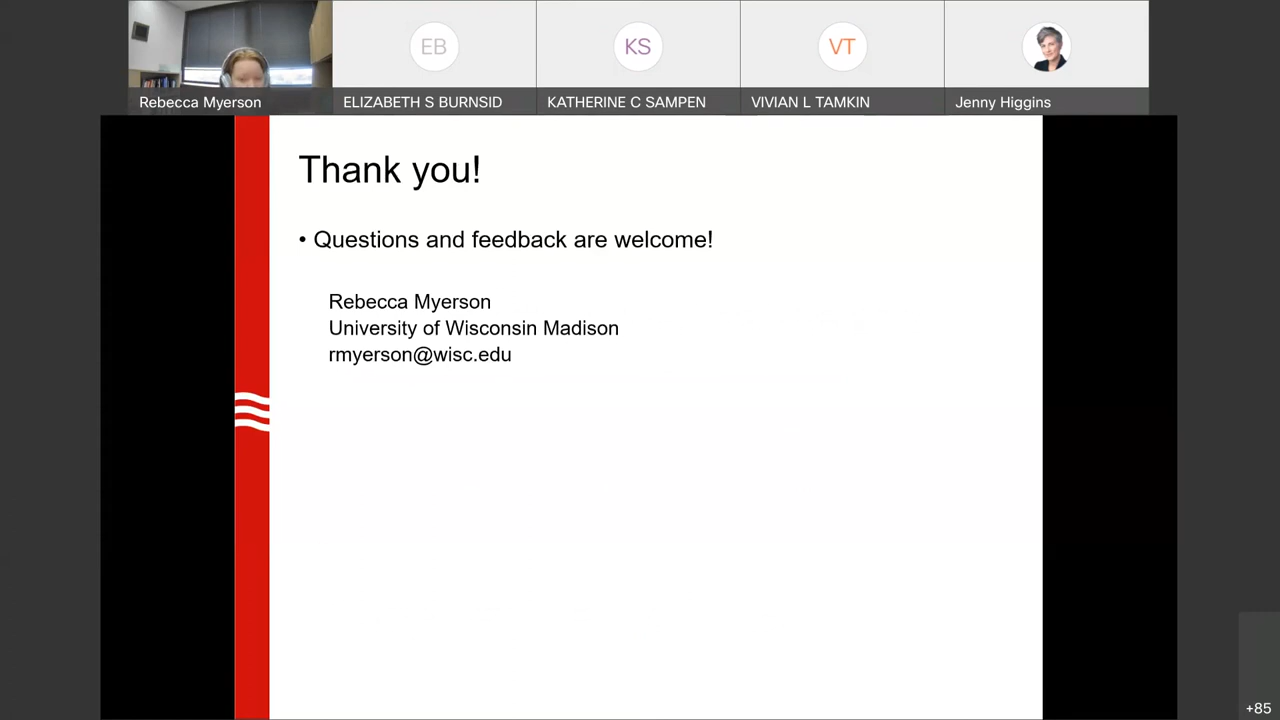 EB
KS
VT
Rebecca Myerson
ELIZABETH S BURNSID
KATHERINE C SAMPEN
VIVIAN L TAMKIN
Jenny Higgins
Thank you!
• Questions and feedback are welcome!
Rebecca Myerson
University of Wisconsin Madison
rmyerson@wisc.edu
+85